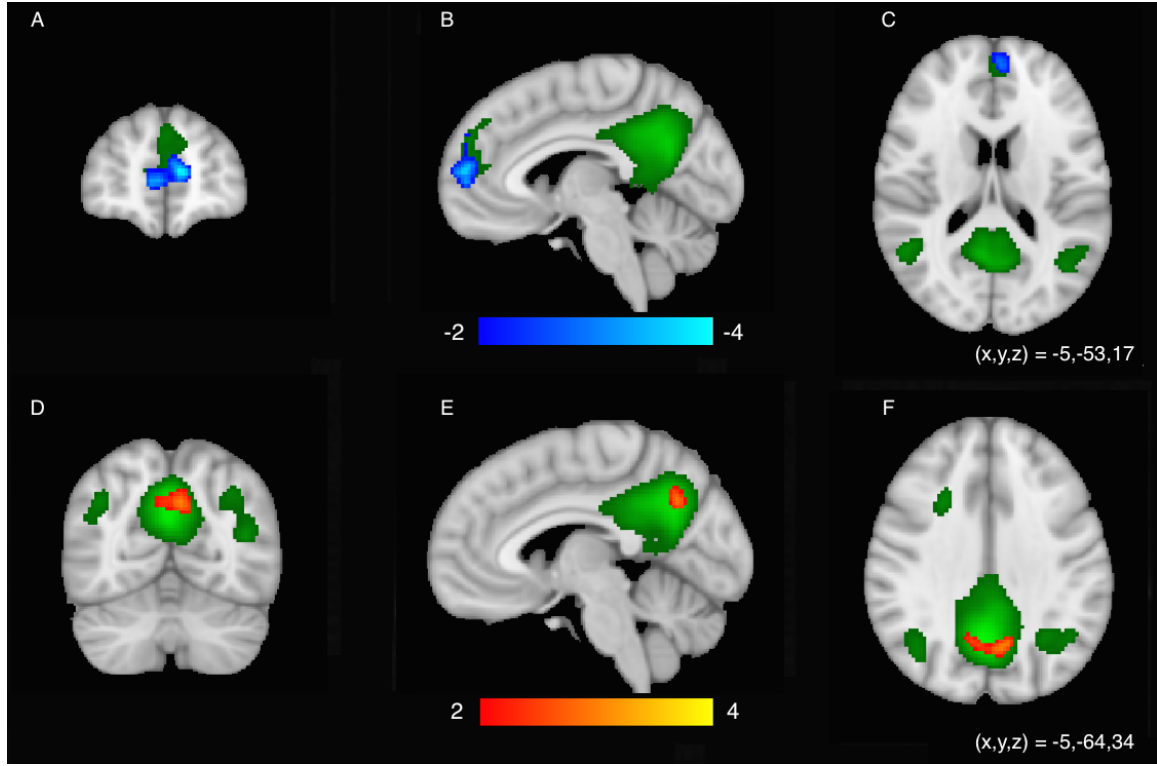 A
B
C
-2
-4
(x,y,z) = -5,-53,17
D
E
F
2
4
(x,y,z) = -5,-64,34